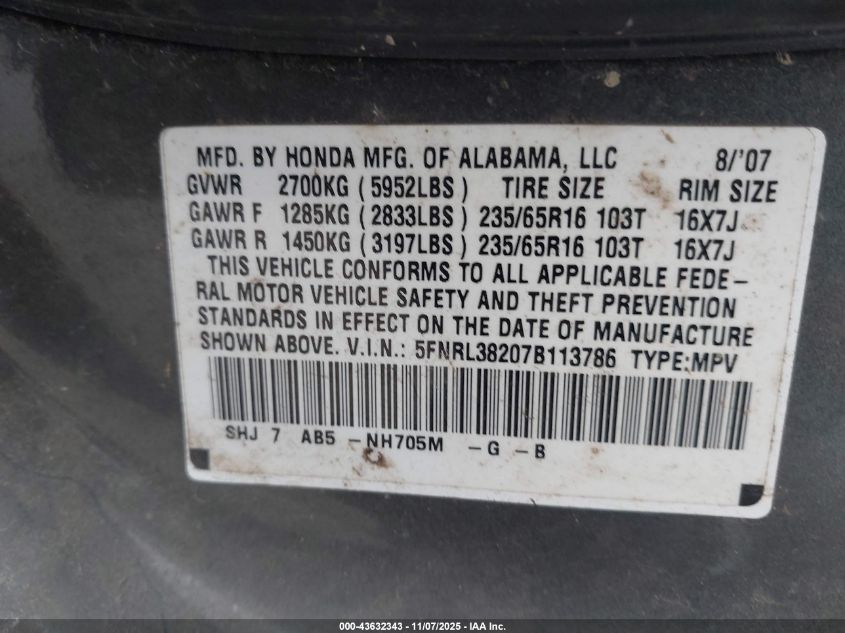 MFD. BY HONDA MFG. OF ALABAMA, LLC 8/'07
GVWR 2700KG (5952LBS) TIRE SIZE RIM SIZE
GAWR F 1285KG (2833LBS) 235/65R16 103T 16X7J
GAWR R 1450KG (3197LBS) 235/65R16 103T 16X7J
THIS VEHICLE CONFORMS TO ALL APPLICABLE FEDE-
RAL MOTOR VEHICLE SAFETY AND THEFT PREVENTION
STANDARDS IN EFFECT ON THE DATE OF MANUFACTURE
SHOWN ABOVE. V.I.N.: 5FNRL38207B113786 TYPE:MPV
SHJ 7 AB5 -NH705M -G -B
000-43632343 - 11/07/2025 - IAA Inc.